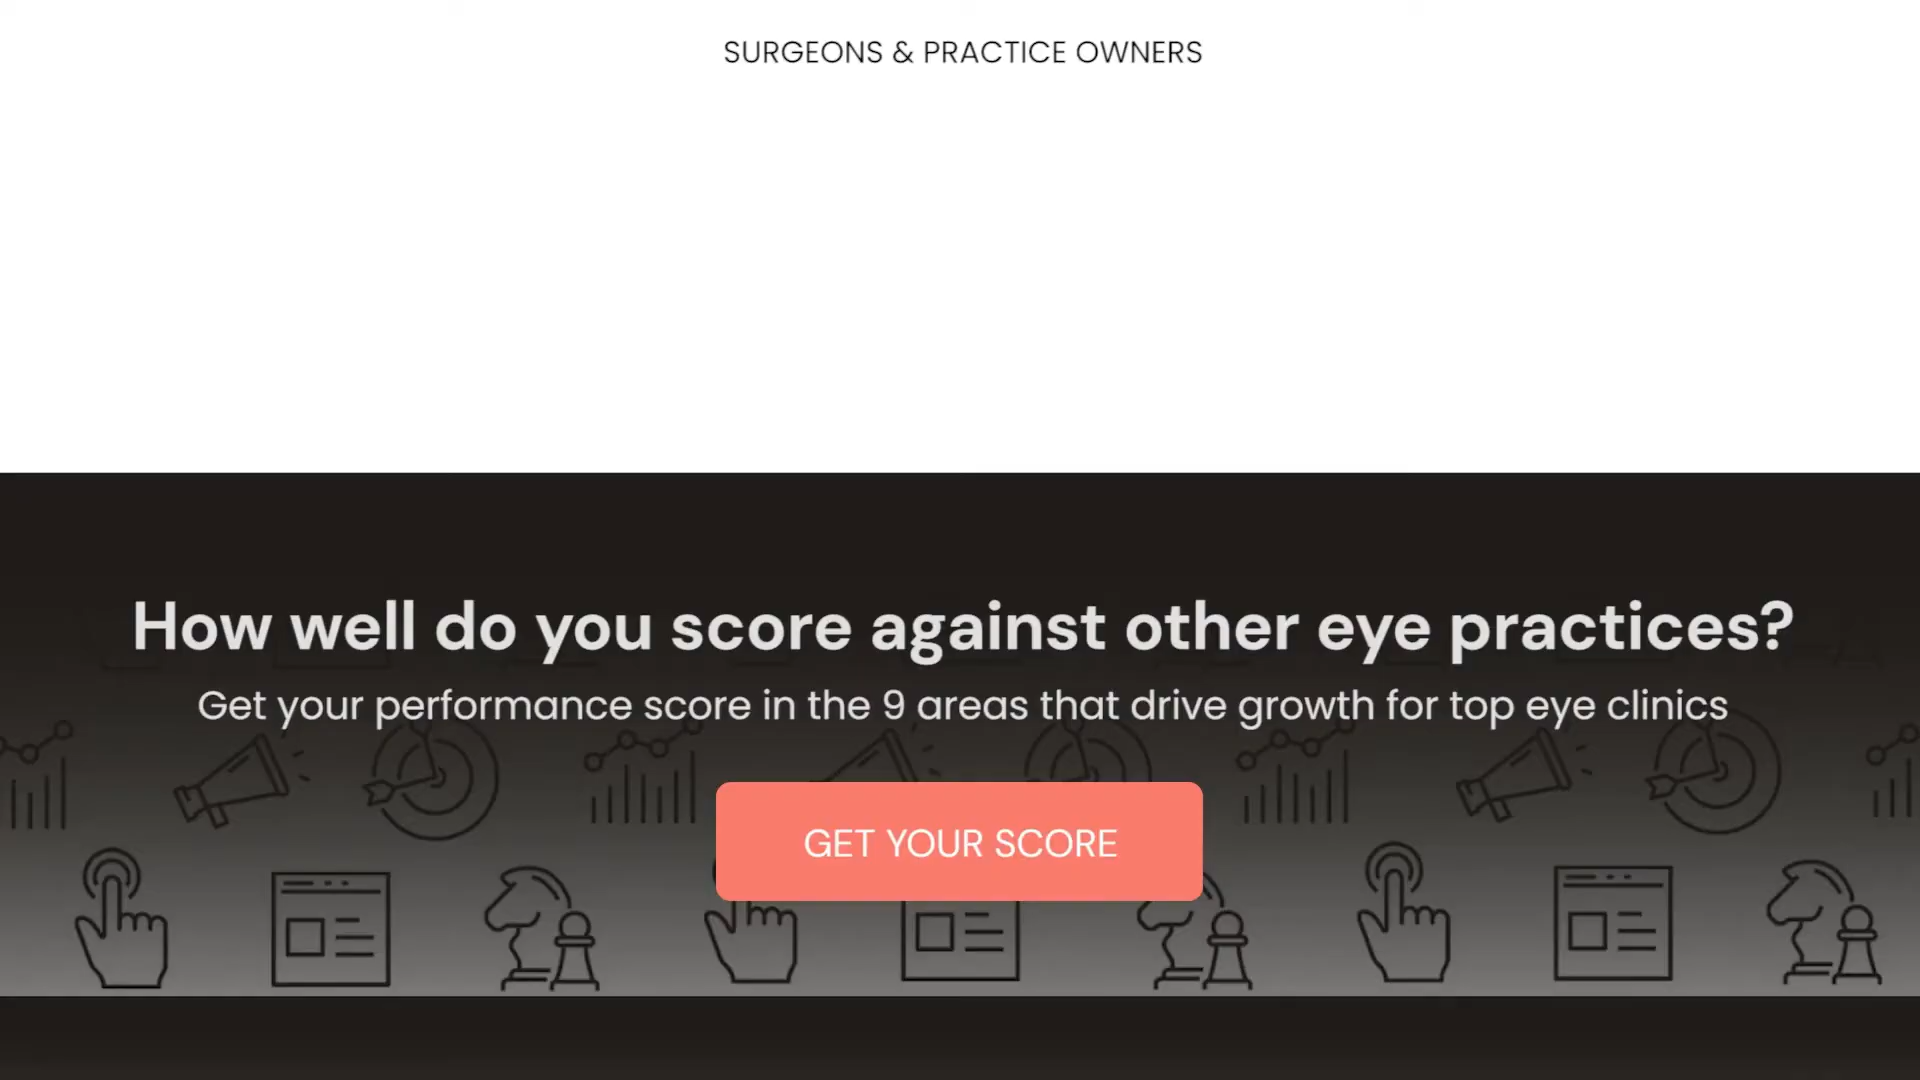 SURGEONS & PRACTICE OWNERS
How well do you score against other eye practices?
Get your performance score in the 9 areas that drive growth for top eye clinics
GET YOUR SCORE